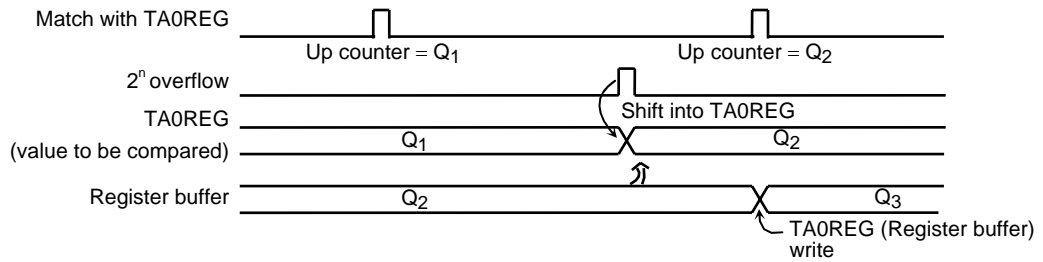 Match with TA0REG
Up counter = Q1
Up counter = Q2
2n overflow
Shift into TA0REG
TA0REG
(value to be compared)
Q1
Q2
Register buffer
Q2
Q3
TA0REG (Register buffer)
write